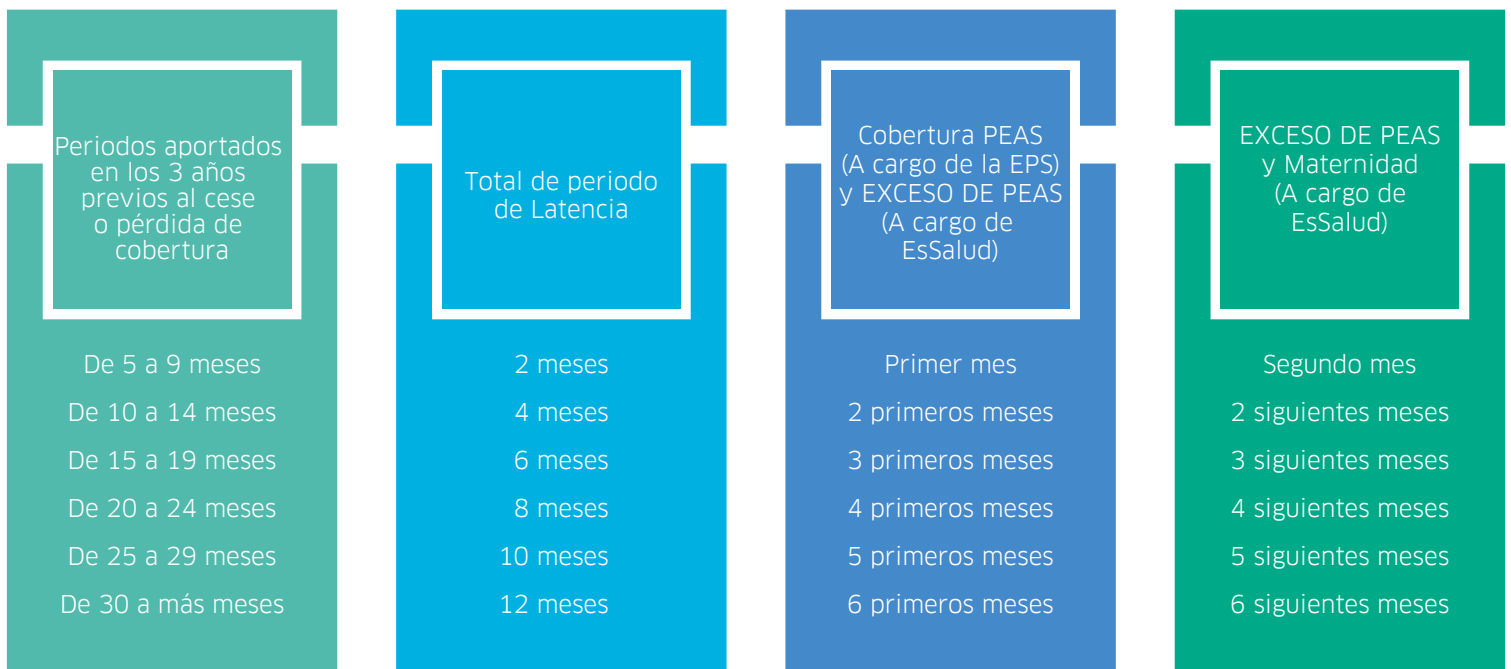 Periodos aportados
en los 3 años
previos al cese
o pérdida de
cobertura
Total de periodo
de Latencia
Cobertura PEAS
(A cargo de la EPS)
y EXCESO DE PEAS
(A cargo de
EsSalud)
EXCESO DE PEAS
y Maternidad
(A cargo de
EsSalud)
De 5 a 9 meses
2 meses
Primer mes
Segundo mes
De 10 a 14 meses
4 meses
2 primeros meses
2 siguientes meses
De 15 a 19 meses
6 meses
3 primeros meses
3 siguientes meses
De 20 a 24 meses
8 meses
4 primeros meses
4 siguientes meses
De 25 a 29 meses
10 meses
5 primeros meses
5 siguientes meses
De 30 a más meses
12 meses
6 primeros meses
6 siguientes meses